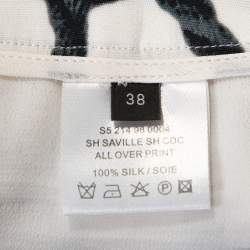 38
S5 214 98 0004
SH SAVILLE SH CDC
ALL OVER PRINT
100% SILK / SOIE